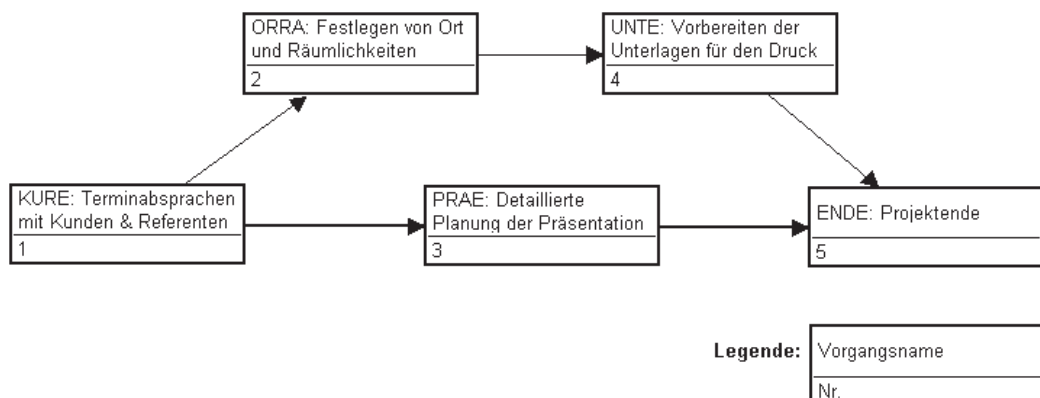 ORRA: Festlegen von Ort
und Räumlichkeiten
2
UNTE: Vorbereiten der
Unterlagen für den Druck
4
KURE: Terminabsprachen
mit Kunden & Referenten
1
PRAE: Detaillierte
Planung der Präsentation
3
ENDE: Projektende
5
Legende:
Vorgangsname
Nr.